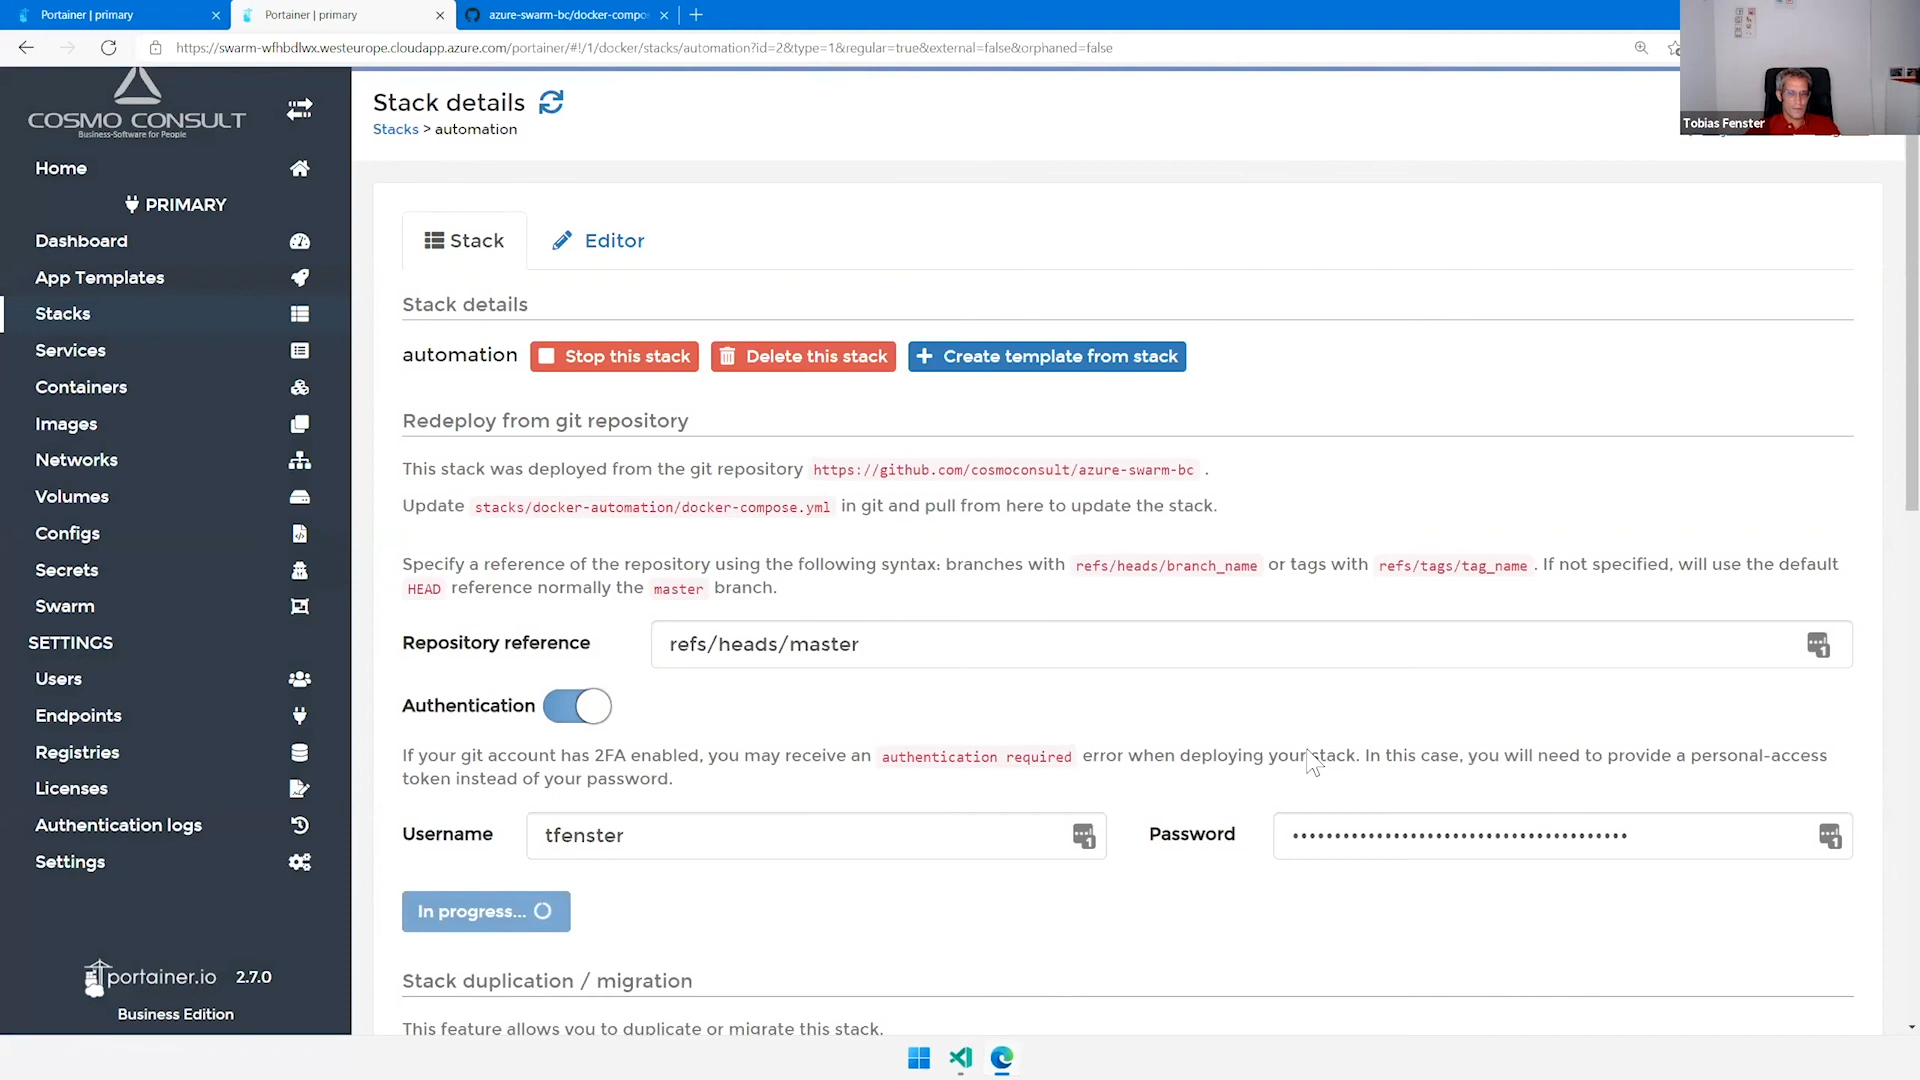 Portainer | primary
Portainer | primary
azure-swarm-bc/docker-compo
https://swarm-wfhbdlwx.westeurope.cloudapp.azure.com/portainer/#!/1/docker/stacks/automation?id=2&type=1&regular=true&external=false&orphaned=false
Tobias Fenster
COSMO CONSULT
Business-Software for People
Home
PRIMARY
Dashboard
App Templates
Stacks
Services
Containers
Images
Networks
Volumes
Configs
Secrets
Swarm
SETTINGS
Users
Endpoints
Registries
Licenses
Authentication logs
Settings
portainer.io 2.7.0
Business Edition
Stack details
Stacks > automation
Stack
Editor
Stack details
automation Stop this stack Delete this stack Create template from stack
Redeploy from git repository
This stack was deployed from the git repository https://github.com/cosmoconsult/azure-swarm-bc .
Update stacks/docker-automation/docker-compose.yml in git and pull from here to update the stack.
Specify a reference of the repository using the following syntax: branches with refs/heads/branch_name or tags with refs/tags/tag_name . If not specified, will use the default
HEAD reference normally the master branch.
Repository reference refs/heads/master
Authentication
If your git account has 2FA enabled, you may receive an authentication required error when deploying your stack. In this case, you will need to provide a personal-access
token instead of your password.
Username tfenster Password ••••••••••••••••••••••••••••••••••••••••
In progress...
Stack duplication / migration
This feature allows you to duplicate or migrate this stack.